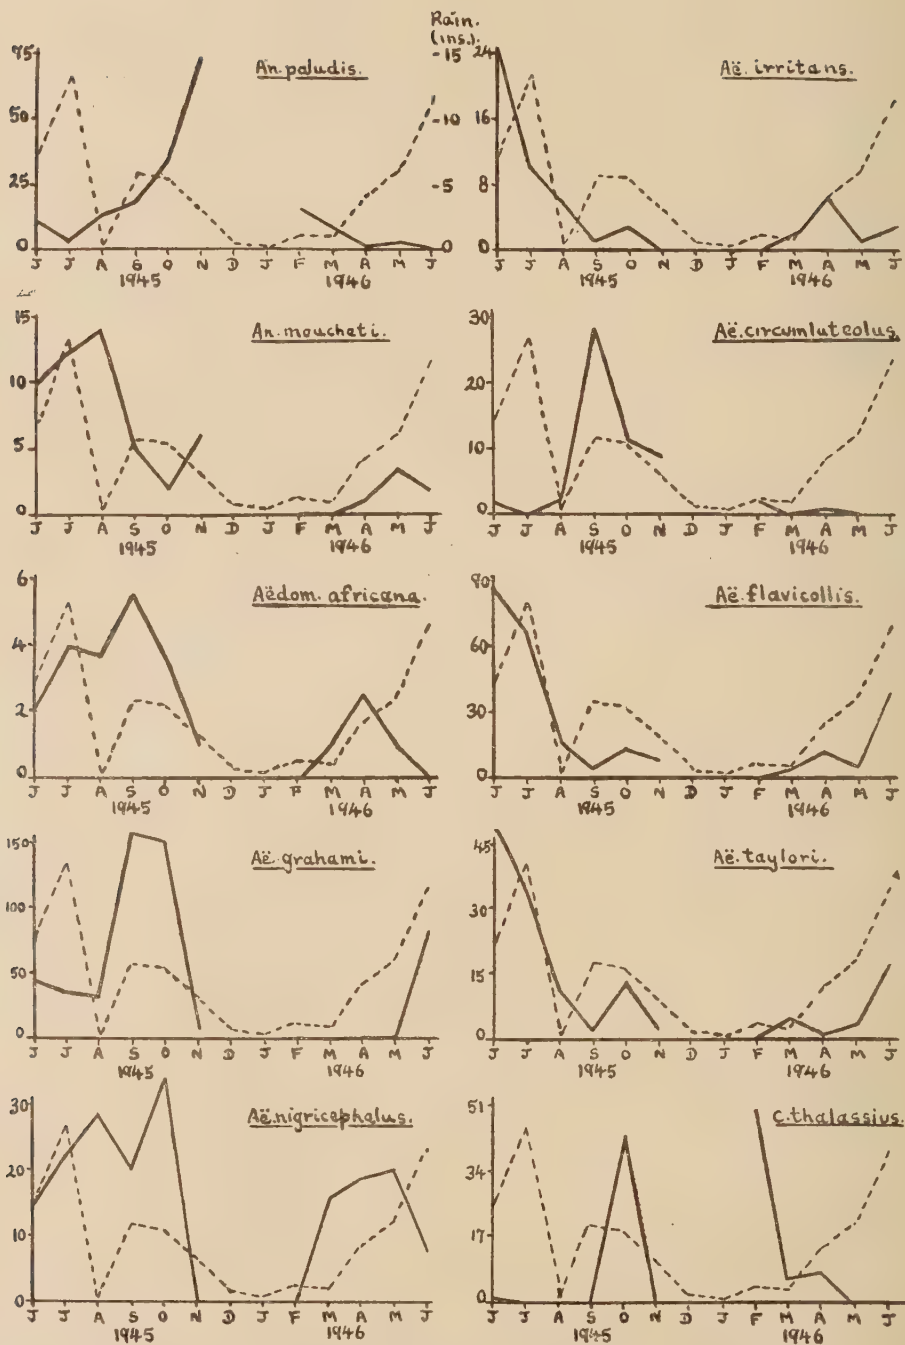 Rain.
(ins.).
An. paludis.
75
50
25
0
-15
-10
-5
-0
J J A S O N D J F M A M J
1945 1946
Aë. irritans.
24
16
8
0
J J A S O N D J F M A M J
1945 1946
An. moucheti.
15
10
5
0
J J A S O N D J F M A M J
1945 1946
Aë. circumluteolus.
30
20
10
0
J J A S O N D J F M A M J
1945 1946
Aëdom. africana.
6
4
2
0
J J A S O N D J F M A M J
1945 1946
Aë. flavicollis.
90
60
30
0
J J A S O N D J F M A M J
1945 1946
Aë. grahami.
150
100
50
0
J J A S O N D J F M A M J
1945 1946
Aë. taylori.
45
30
15
0
J J A S O N D J F M A M J
1945 1946
Aë. nigricephalus.
30
20
10
0
J J A S O N D J F M A M J
1945 1946
C. thalassius.
51
34
17
0
J J A S O N D J F M A M J
1945 1946